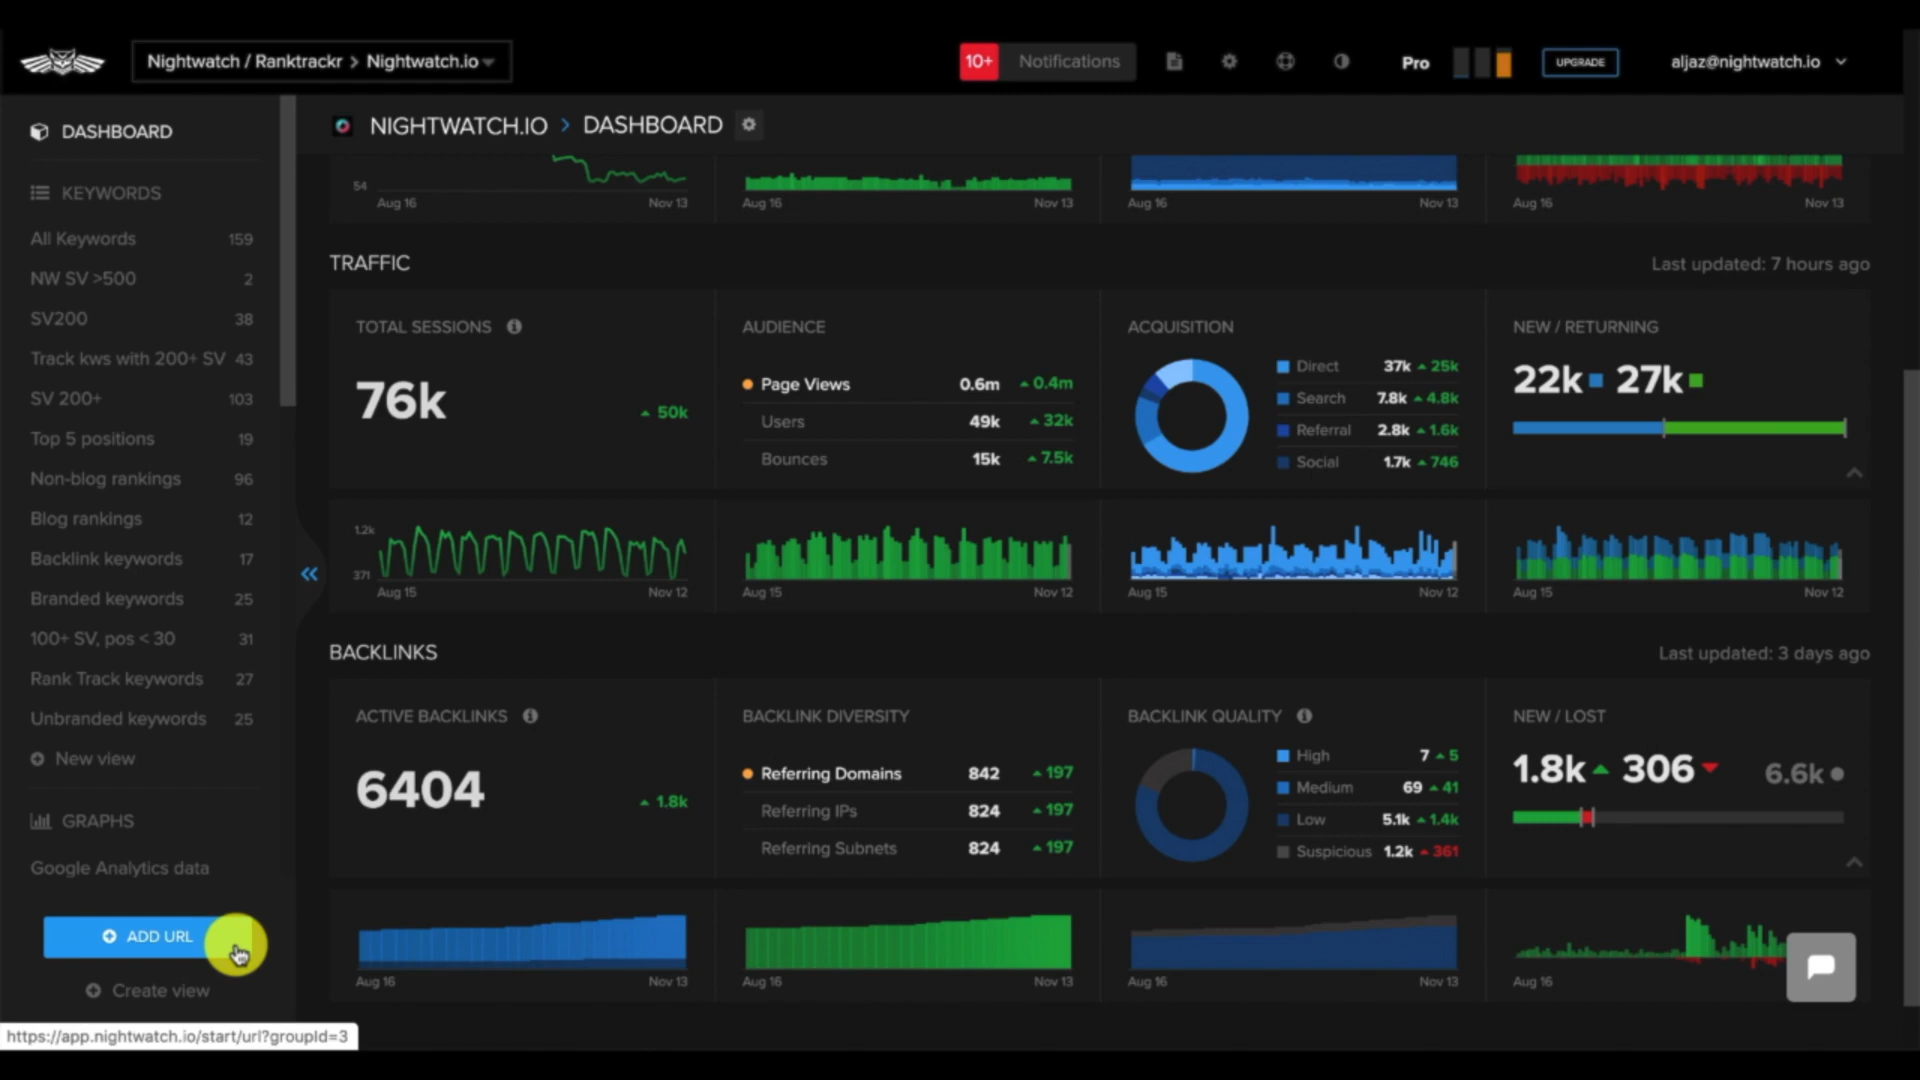 Nightwatch / Ranktrackr > Nightwatch.io
10+ Notifications
Pro
UPGRADE
aljaz@nightwatch.io
DASHBOARD
KEYWORDS
All Keywords 159
NW SV >500 2
SV200 38
Track kws with 200+ SV 43
SV 200+ 103
Top 5 positions 19
Non-blog rankings 96
Blog rankings 12
Backlink keywords 17
Branded keywords 25
100+ SV, pos < 30 31
Rank Track keywords 27
Unbranded keywords 25
New view
GRAPHS
Google Analytics data
ADD URL
Create view
https://app.nightwatch.io/start/url?groupId=3
NIGHTWATCH.IO > DASHBOARD
54
Aug 16 Nov 13
Aug 16 Nov 13
Aug 16 Nov 13
Aug 16 Nov 13
TRAFFIC
Last updated: 7 hours ago
TOTAL SESSIONS
76k 50k
AUDIENCE
Page Views 0.6m 0.4m
Users 49k 32k
Bounces 15k 7.5k
ACQUISITION
Direct 37k 25k
Search 7.8k 4.8k
Referral 2.8k 1.6k
Social 1.7k 746
NEW / RETURNING
22k 27k
1.2k
371
Aug 15 Nov 12
Aug 15 Nov 12
Aug 15 Nov 12
Aug 15 Nov 12
BACKLINKS
Last updated: 3 days ago
ACTIVE BACKLINKS
6404 1.8k
BACKLINK DIVERSITY
Referring Domains 842 197
Referring IPs 824 197
Referring Subnets 824 197
BACKLINK QUALITY
High 7 5
Medium 69 41
Low 5.1k 1.4k
Suspicious 1.2k 361
NEW / LOST
1.8k 306 6.6k
Aug 16 Nov 13
Aug 16 Nov 13
Aug 16 Nov 13
Aug 16